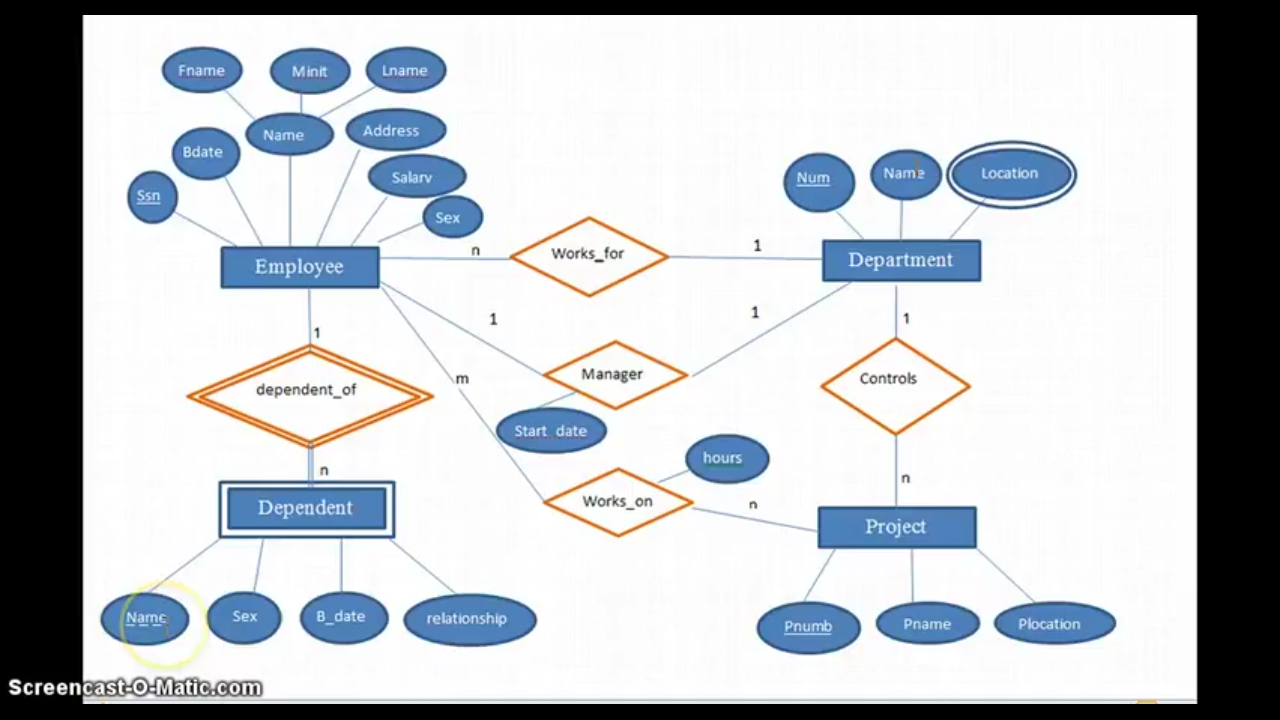 Fname
Minit
Lname
Name
Address
Bdate
Salary
Ssn
Sex
Num
Name
Location
Employee
n
Works_for
1
Department
1
1
1
1
Manager
Controls
m
dependent_of
Start_date
hours
n
n
n
Works_on
Dependent
Project
Name
Sex
B_date
relationship
Pnumb
Pname
Plocation
Screencast-O-Matic.com